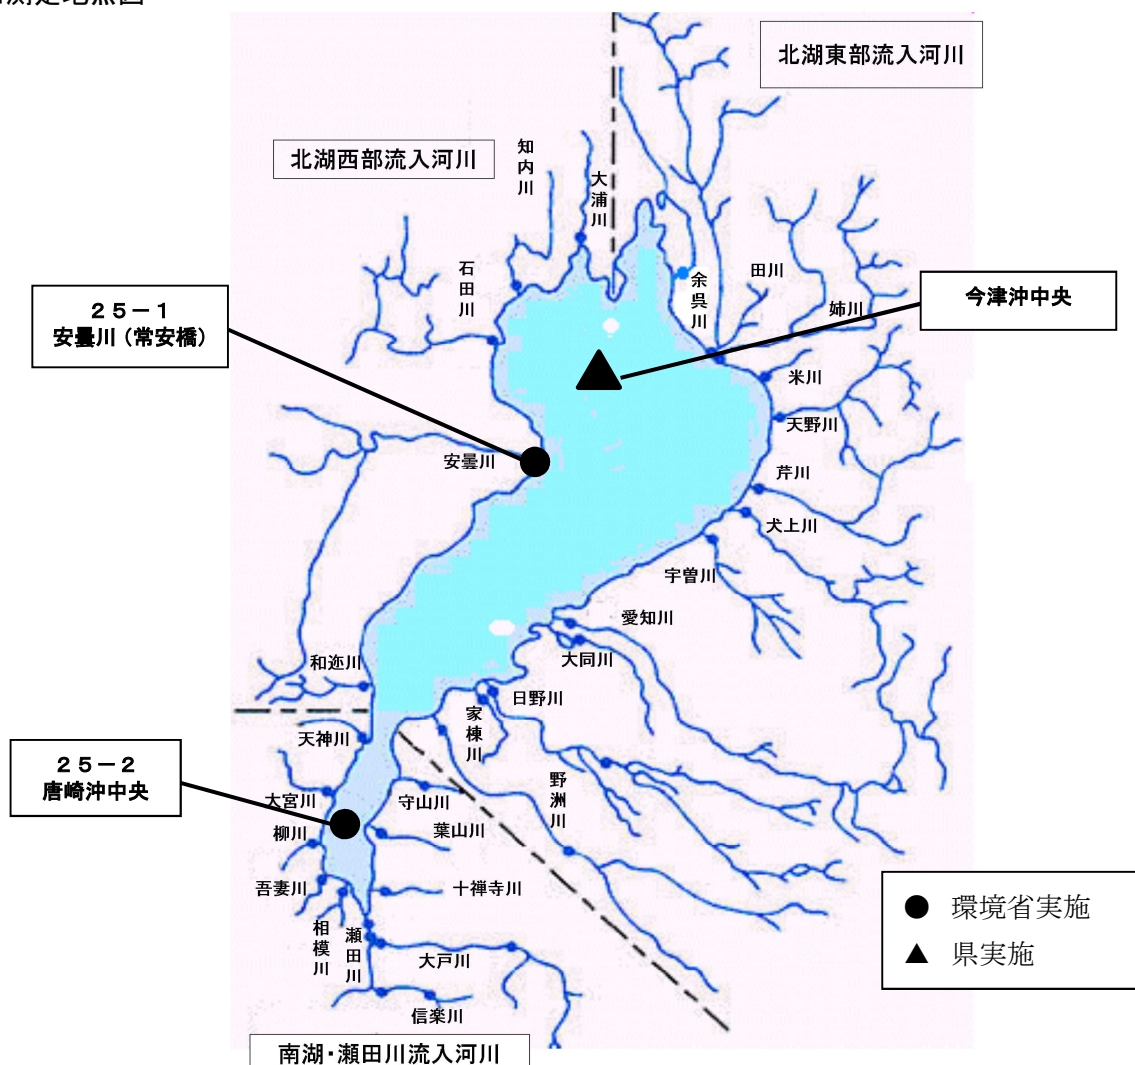 北湖東部流入河川
北湖西部流入河川
知内川
大浦川
石田川
余呉川
田川
姉川
今津沖中央
25－1
安曇川（常安橋）
米川
天野川
安曇川
芹川
犬上川
宇曽川
愛知川
大同川
和迩川
日野川
家棟川
天神川
25－2
唐崎沖中央
野洲川
大宮川
守山川
柳川
葉山川
吾妻川
十禅寺川
相模川
瀬田川
大戸川
信楽川
南湖・瀬田川流入河川
● 環境省実施
▲ 県実施